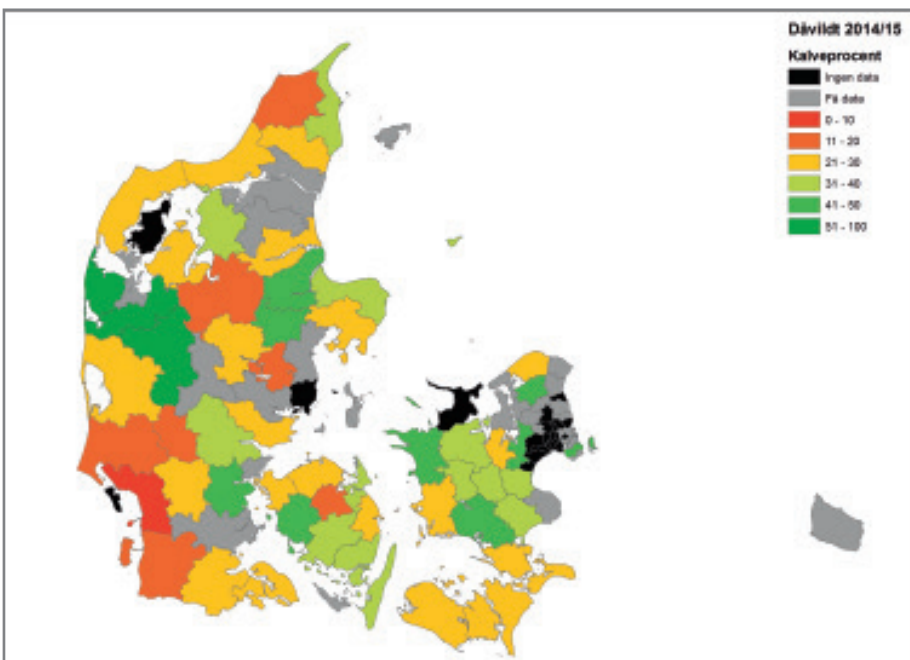 Dåvildt 2014/15
Kalveprocent
Ingen data
Få data
0 - 10
11 - 20
21 - 30
31 - 40
41 - 50
51 - 100